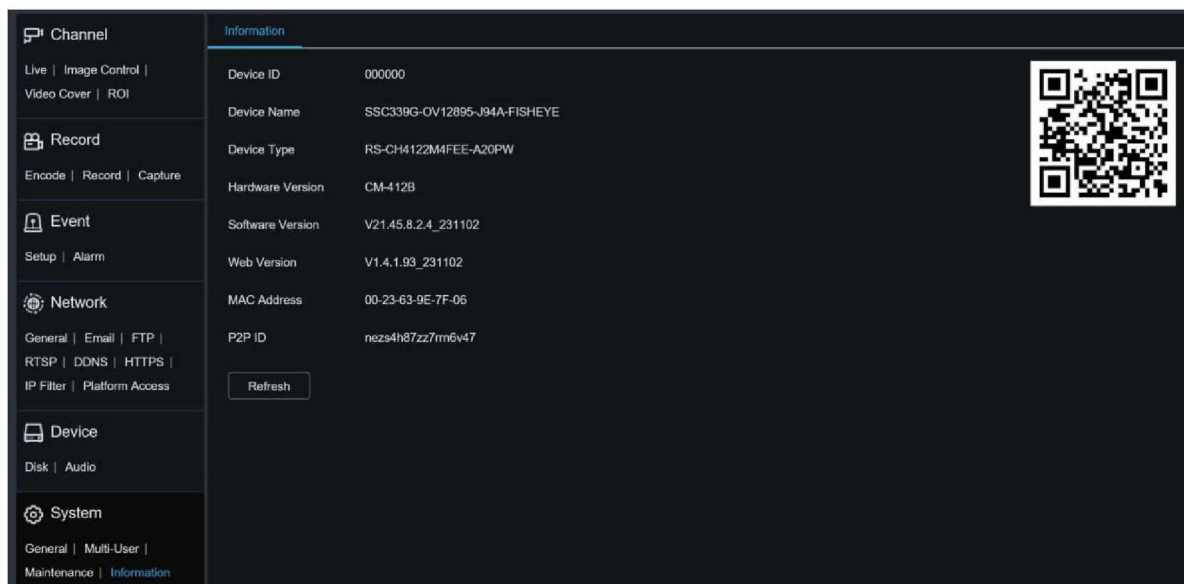 Channel
Live | Image Control |
Video Cover | ROI
Record
Encode | Record | Capture
Event
Setup | Alarm
Network
General | Email | FTP |
RTSP | DDNS | HTTPS |
IP Filter | Platform Access
Device
Disk | Audio
System
General | Multi-User |
Maintenance | Information
Information
Device ID 000000
Device Name SSC339G-OV12895-J94A-FISHEYE
Device Type RS-CH4122M4FEE-A20PW
Hardware Version CM-412B
Software Version V21.45.8.2.4_231102
Web Version V1.4.1.93_231102
MAC Address 00-23-63-9E-7F-06
P2P ID
Refresh